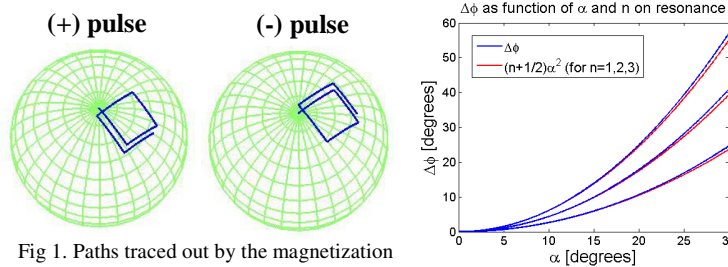 (+) pulse
(-) pulse
Fig 1. Paths traced out by the magnetization
Δϕ as function of α and n on resonance
Δϕ
(n+1/2)α² (for n=1,2,3)
60
50
40
30
20
10
0
Δϕ [degrees]
0 5 10 15 20 25
α [degrees]